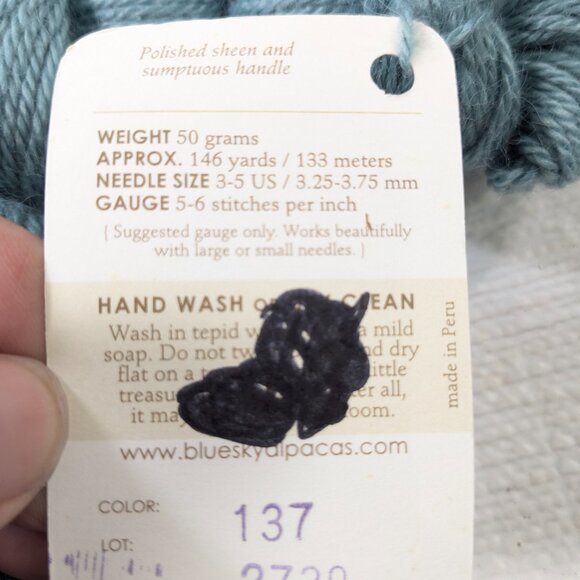 Polished sheen and
sumptuous handle
WEIGHT 50 grams
APPROX. 146 yards / 133 meters
NEEDLE SIZE 3-5 US / 3.25-3.75 mm
GAUGE 5-6 stitches per inch
{ Suggested gauge only. Works beautifully
with large or small needles. }
HAND WASH
Wash in tepid a mild
soap. Do not dry
flat on a
all,
it
www.blueskyalpacas.com
made in Peru
COLOR: 137
LOT: